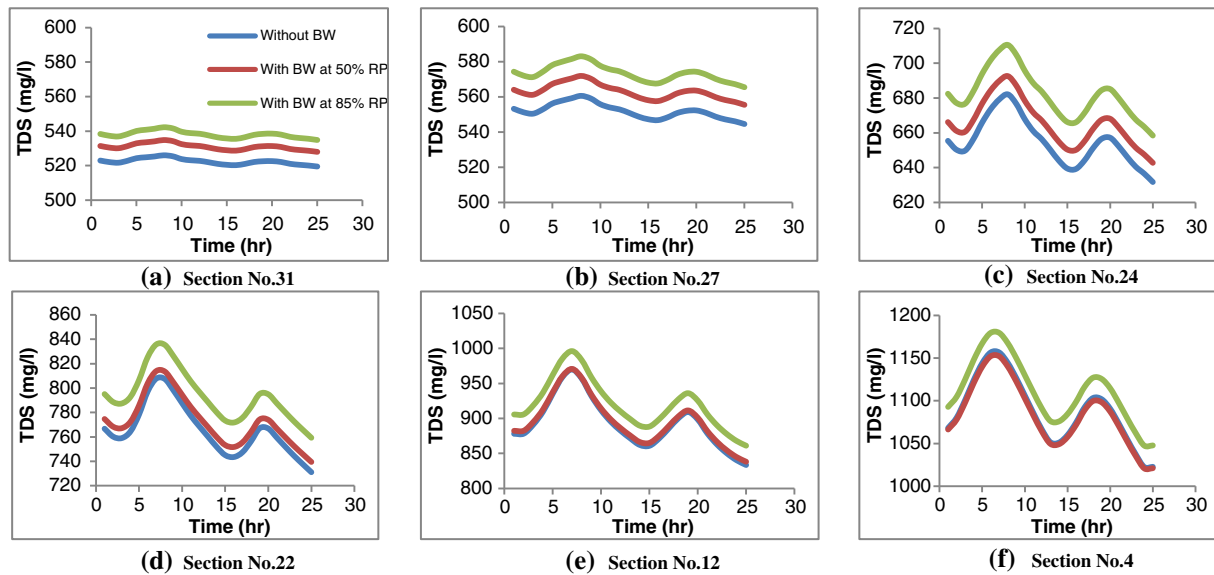 600
580
560
540
520
500
TDS (mg/l)
0 5 10 15 20 25 30
Time (hr)
Without BW
With BW at 50% RP
With BW at 85% RP
(a) Section No.31
600
580
560
540
520
500
TDS (mg/l)
0 5 10 15 20 25 30
Time (hr)
(b) Section No.27
720
700
680
660
640
620
TDS (mg/l)
0 5 10 15 20 25 30
Time (hr)
(c) Section No.24
860
840
820
800
780
760
740
720
TDS (mg/l)
0 5 10 15 20 25 30
Time (hr)
(d) Section No.22
1050
1000
950
900
850
800
TDS (mg/l)
0 5 10 15 20 25 30
Time (hr)
(e) Section No.12
1200
1150
1100
1050
1000
TDS (mg/l)
0 5 10 15 20 25 30
Time (hr)
(f) Section No.4